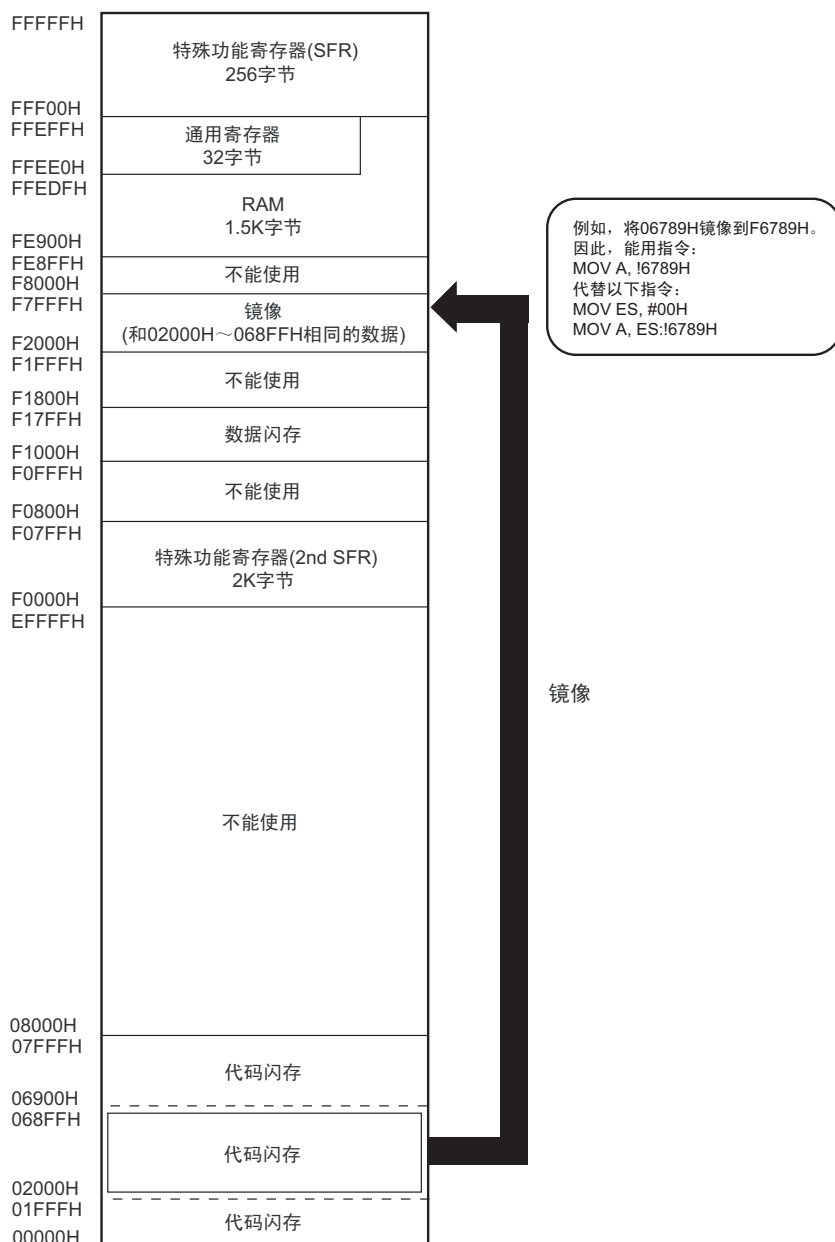 FFFFFH
特殊功能寄存器(SFR)
256字节
FFF00H
FFEFFH
通用寄存器
32字节
FFEE0H
FFEDFH
RAM
1.5K字节
FE900H
FE8FFH
不能使用
F8000H
F7FFFH
镜像
(和02000H～068FFH相同的数据)
F2000H
F1FFFH
不能使用
F1800H
F17FFH
数据闪存
F1000H
F0FFFH
不能使用
F0800H
F07FFH
特殊功能寄存器(2nd SFR)
2K字节
F0000H
EFFFFH
不能使用
08000H
07FFFH
代码闪存
06900H
068FFH
代码闪存
02000H
01FFFH
代码闪存
00000H
例如，将06789H镜像到F6789H。
因此，能用指令：
MOV A, !6789H
代替以下指令：
MOV ES, #00H
MOV A, ES:!6789H
镜像